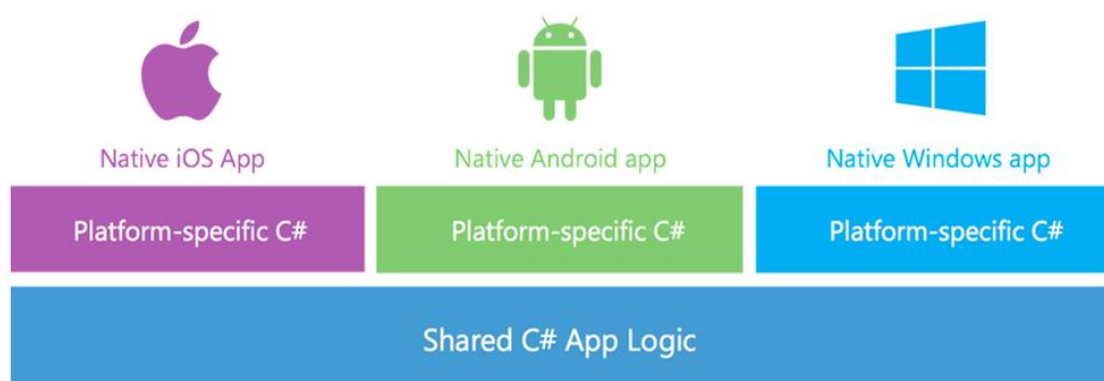 Native iOS App
Native Android app
Native Windows app
Platform-specific C#
Platform-specific C#
Platform-specific C#
Shared C# App Logic